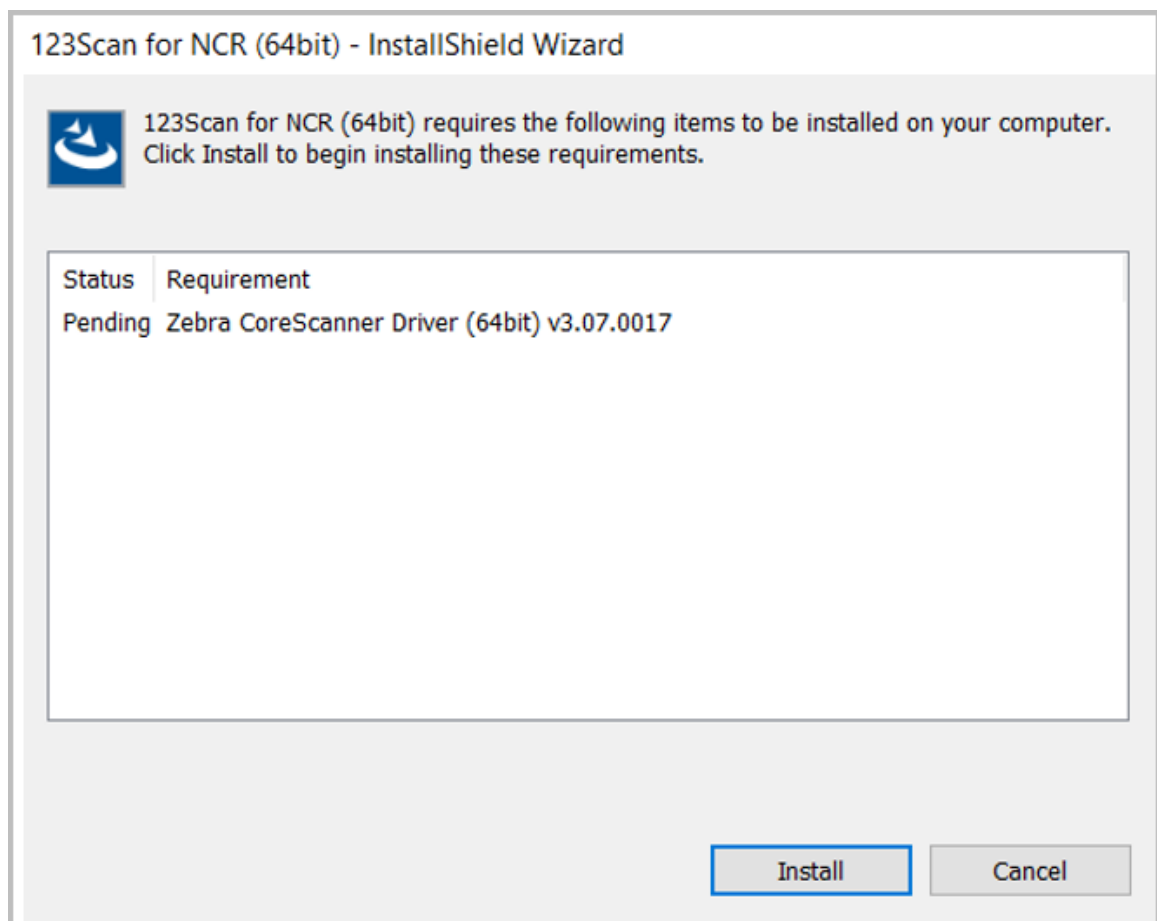 123Scan for NCR (64bit) - InstallShield Wizard
123Scan for NCR (64bit) requires the following items to be installed on your computer.
Click Install to begin installing these requirements.
Status Requirement
Pending Zebra CoreScanner Driver (64bit) v3.07.0017
Install Cancel